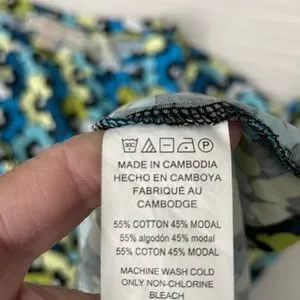 MADE IN CAMBODIA
HECHO EN CAMBOYA
FABRIQUÉ AU
CAMBODGE
55% COTTON 45% MODAL
55% algodón 45% modal
55% COTON 45% MODAL
MACHINE WASH COLD
ONLY NON-CHLORINE
BLEACH